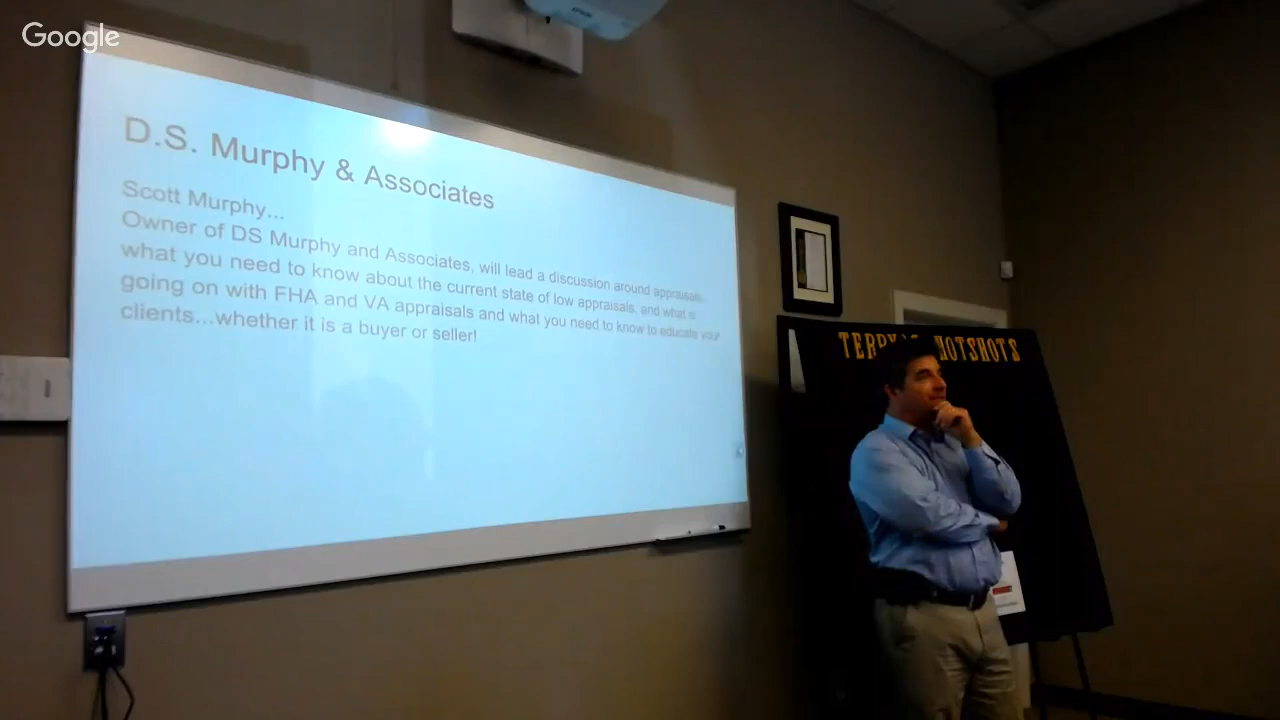 Google
EPSON
D.S. Murphy & Associates
Scott Murphy...
Owner of DS Murphy and Associates, will lead a discussion around appraisals,
what you need to know about the current state of low appraisals, and what is
going on with FHA and VA appraisals and what you need to know to educate your
clients...whether it is a buyer or seller!
HOTSHOTS